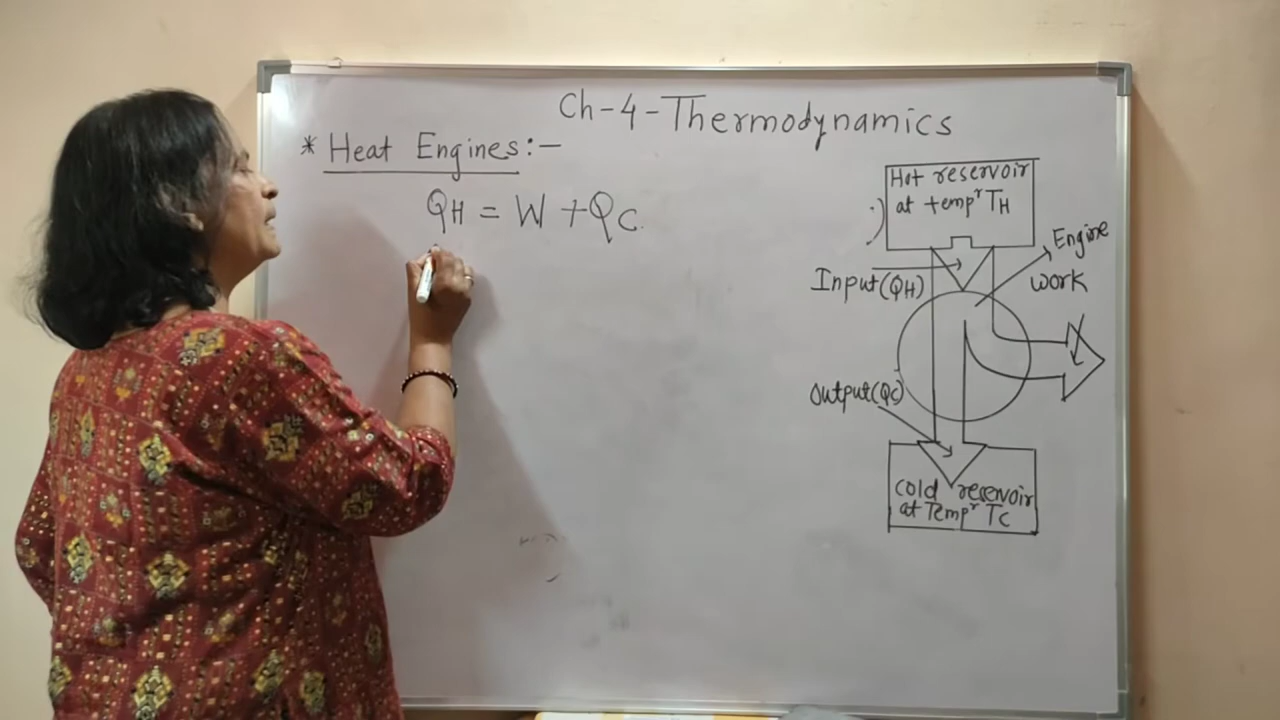 Ch-4-Thermodynamics
* Heat Engines:-
QH = W + QC
Hot reservoir
at tempr TH
Engine
work
Input(QH)
Output(QC)
Cold reservoir
at Tempr TC